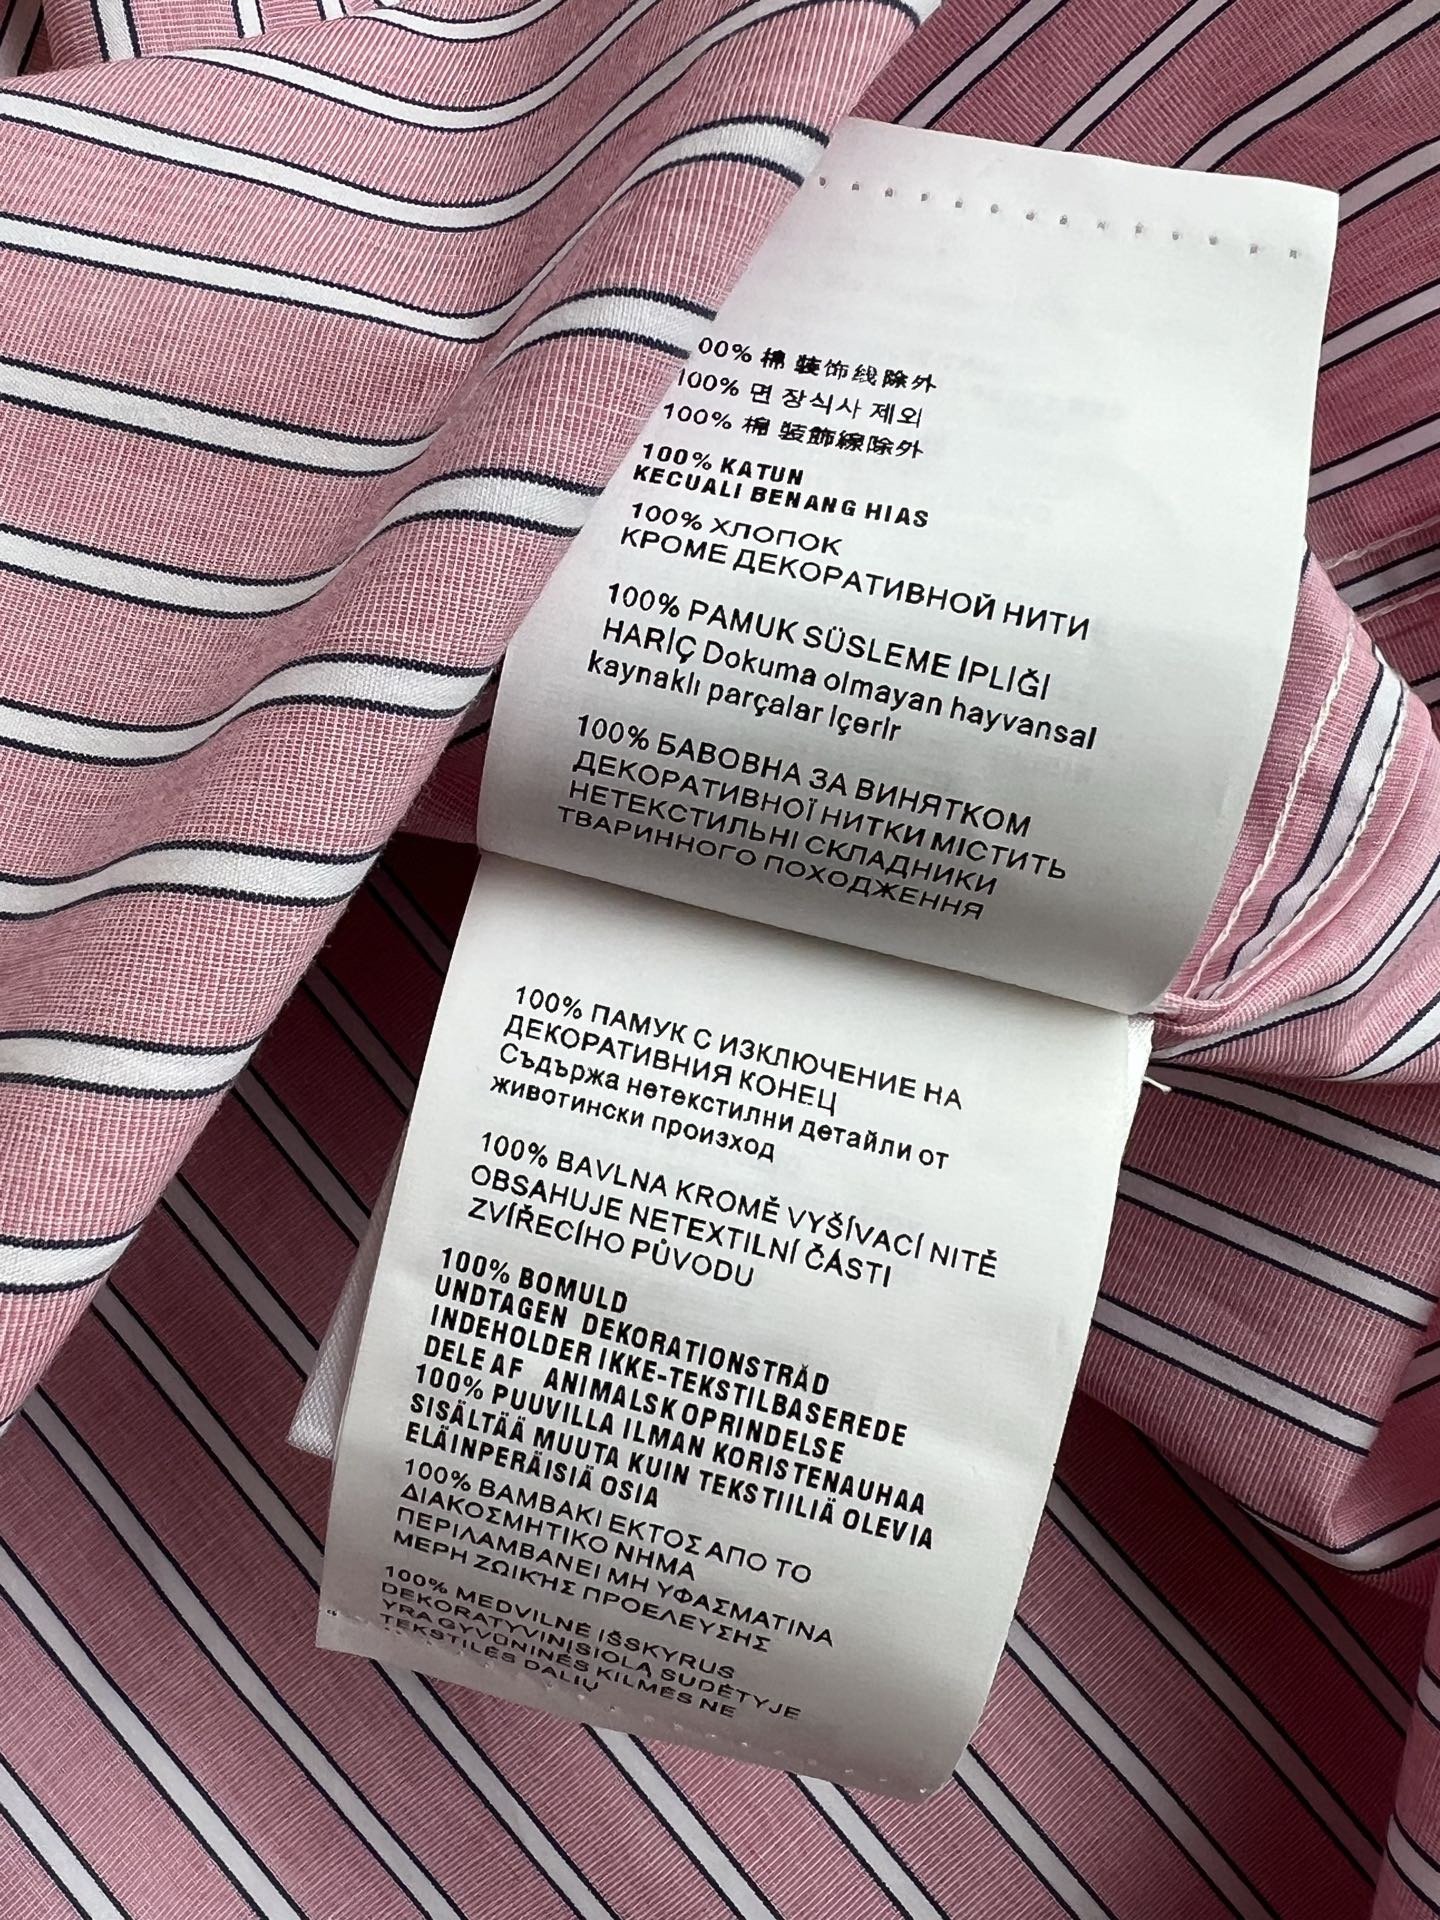 00% 棉 装饰线除外
100% 면 장식사 제외
100% 棉 裝飾線除外
100% KATUN
KECUALI BENANG HIAS
100% ХЛОПОК
КРОМЕ ДЕКОРАТИВНОЙ НИТИ
100% PAMUK SÜSLEME İPLİĞİ
HARİÇ Dokuma olmayan hayvansal
kaynaklı parçalar içerir
100% БАВОВНА ЗА ВИНЯТКОМ
ДЕКОРАТИВНОЇ НИТКИ МІСТИТЬ
НЕТЕКСТИЛЬНІ СКЛАДНИКИ
ТВАРИННОГО ПОХОДЖЕННЯ
100% ПАМУК С ИЗКЛЮЧЕНИЕ НА
ДЕКОРАТИВНИЯ КОНЕЦ
Съдържа нетекстилни детайли от
животински произход
100% BAVLNA KROMĚ VYŠÍVACÍ NITĚ
OBSAHUJE NETEXTILNÍ ČÁSTI
ZVÍŘECÍHO PŮVODU
100% BOMULD
UNDTAGEN DEKORATIONSTRÅD
INDEHOLDER IKKE-TEKSTILBASEREDE
DELE AF ANIMALSK OPRINDELSE
100% PUUVILLA ILMAN KORISTENAUHAA
SISÄLTÄÄ MUUTA KUIN TEKSTIILIÄ OLEVIA
ELÄINPERÄISIÄ OSIA
100% ΒΑΜΒΑΚΙ ΕΚΤΟΣ ΑΠΟ ΤΟ
ΔΙΑΚΟΣΜΗΤΙΚΟ ΝΗΜΑ
ΠΕΡΙΛΑΜΒΑΝΕΙ ΜΗ ΥΦΑΣΜΑΤΙΝΑ
ΜΕΡΗ ΖΩΙΚΉΣ ΠΡΟΕΛΕΥΣΗΣ
100% MEDVILNĖ IŠSKYRUS
DEKORATYVINĮSIŪLĄ SUDĖTYJE
YRA GYVŪNINĖS KILMĖS NE
TEKSTILĖS DALIŲ